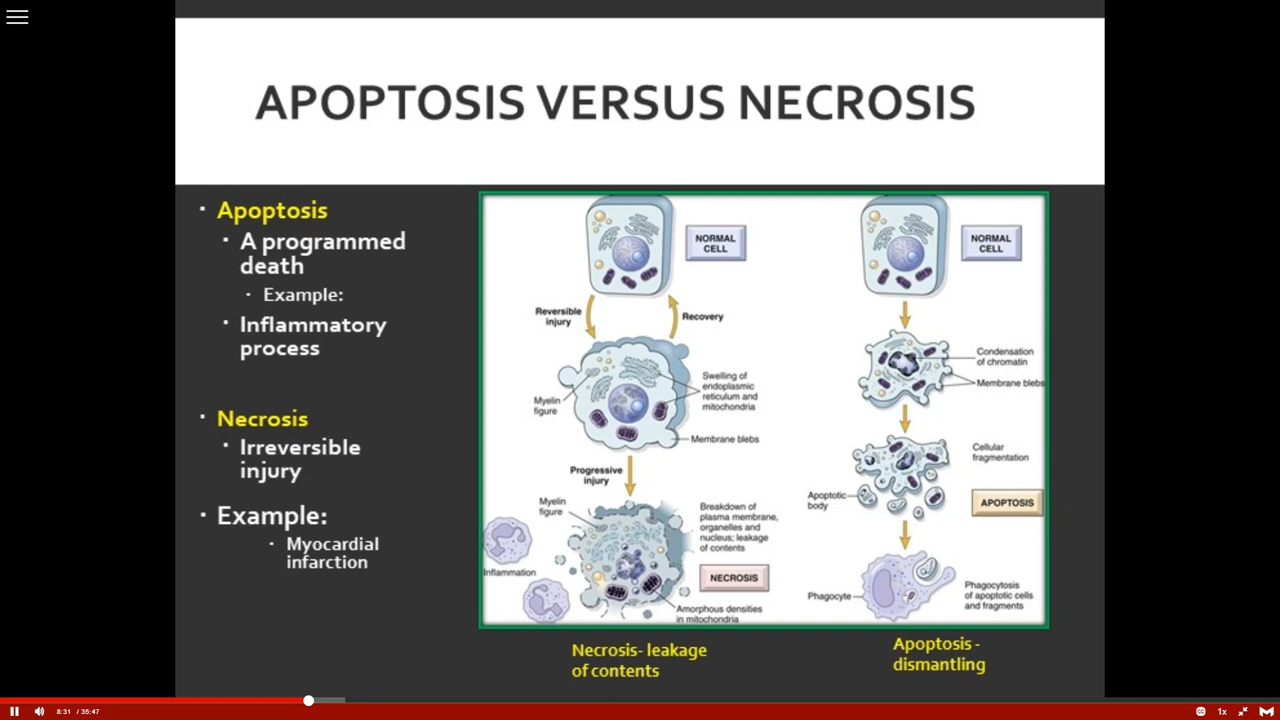 APOPTOSIS VERSUS NECROSIS
Apoptosis
A programmed
death
Example:
Inflammatory
process
Necrosis
Irreversible
injury
Example:
Myocardial
infarction
NORMAL
CELL
Reversible
injury
Recovery
Swelling of
endoplasmic
reticulum and
mitochondria
Myelin
figure
Membrane blebs
Progressive
injury
Myelin
figure
Breakdown of
plasma membrane,
organelles and
nucleus; leakage
of contents
Inflammation
NECROSIS
Amorphous densities
in mitochondria
NORMAL
CELL
Condensation
of chromatin
Membrane blebs
Cellular
fragmentation
Apoptotic
body
APOPTOSIS
Phagocyte
Phagocytosis
of apoptotic cells
and fragments
Necrosis- leakage
of contents
Apoptosis -
dismantling
8:31 / 35:47
1x